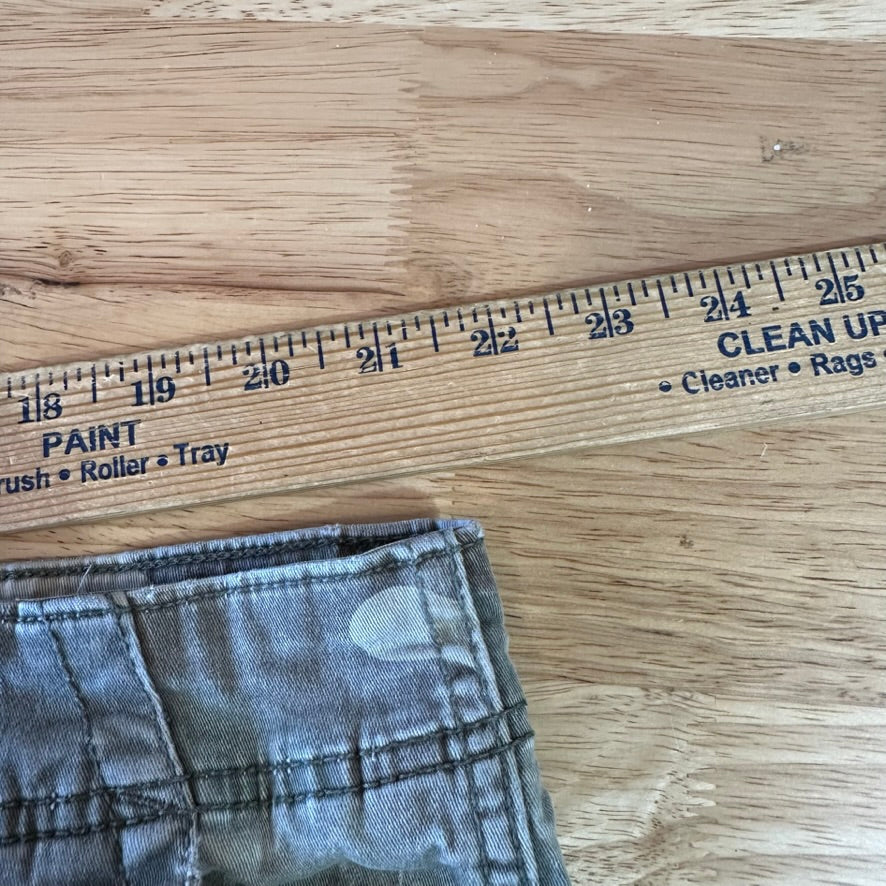 18 19 20 21 22 23 24 25
PAINT
rush • Roller • Tray
CLEAN UP
• Cleaner • Rags •